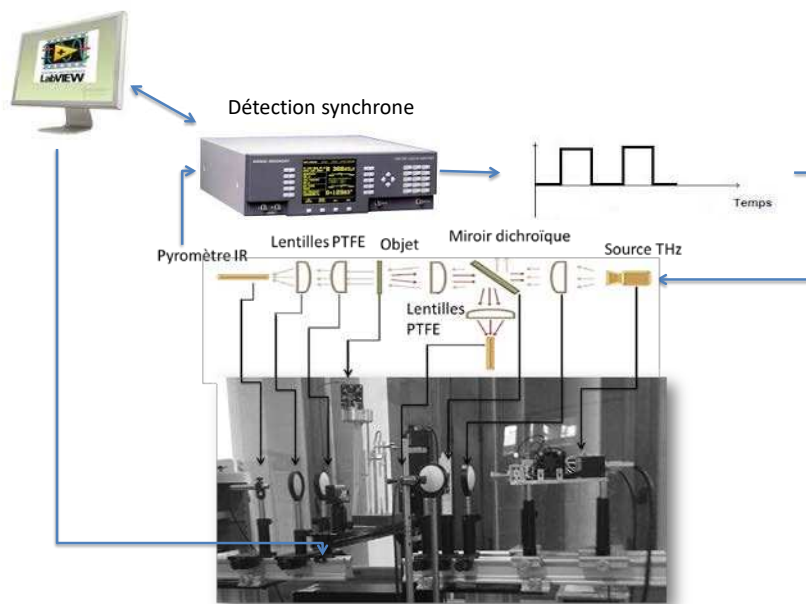 LabVIEW
Détection synchrone
Temps
Pyromètre IR
Lentilles PTFE
Objet
Miroir dichroïque
Source THz
Lentilles
PTFE